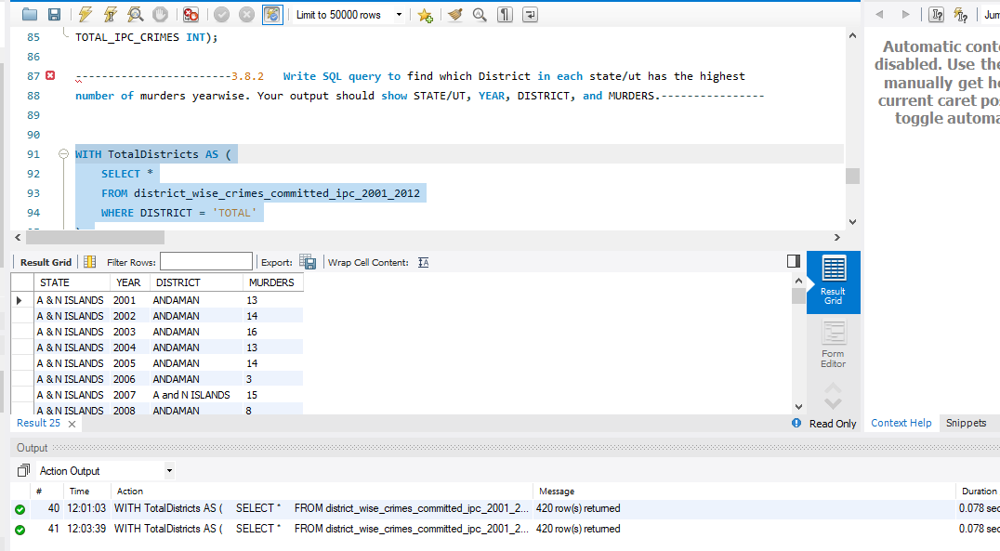 Limit to 50000 rows
Jum
85 TOTAL_IPC_CRIMES INT);
86
87 ------------------------3.8.2 Write SQL query to find which District in each state/ut has the highest
88 number of murders yearwise. Your output should show STATE/UT, YEAR, DISTRICT, and MURDERS.----------------
89
90
91 WITH TotalDistricts AS (
92 SELECT *
93 FROM district_wise_crimes_committed_ipc_2001_2012
94 WHERE DISTRICT = 'TOTAL'
Automatic conte
disabled. Use the
manually get he
current caret pos
toggle automa
Result Grid Filter Rows: Export: Wrap Cell Content:
STATE YEAR DISTRICT MURDERS
A & N ISLANDS 2001 ANDAMAN 13
A & N ISLANDS 2002 ANDAMAN 14
A & N ISLANDS 2003 ANDAMAN 16
A & N ISLANDS 2004 ANDAMAN 13
A & N ISLANDS 2005 ANDAMAN 14
A & N ISLANDS 2006 ANDAMAN 3
A & N ISLANDS 2007 A and N ISLANDS 15
A & N ISLANDS 2008 ANDAMAN 8
Result
Grid
Form
Editor
Result 25
Read Only
Context Help Snippets
Output
Action Output
# Time Action Message Duration
40 12:01:03 WITH TotalDistricts AS ( SELECT * FROM district_wise_crimes_committed_ipc_2001_2... 420 row(s) returned 0.078 sec
41 12:03:39 WITH TotalDistricts AS ( SELECT * FROM district_wise_crimes_committed_ipc_2001_2... 420 row(s) returned 0.078 sec